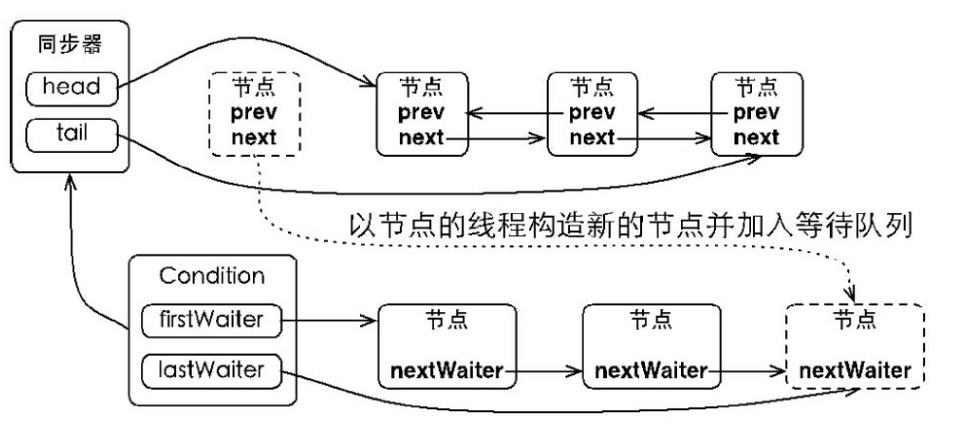 同步器
head
tail
节点
prev
next
节点
prev
next
节点
prev
next
节点
prev
next
以节点的线程构造新的节点并加入等待队列
Condition
firstWaiter
lastWaiter
节点
nextWaiter
节点
nextWaiter
节点
nextWaiter